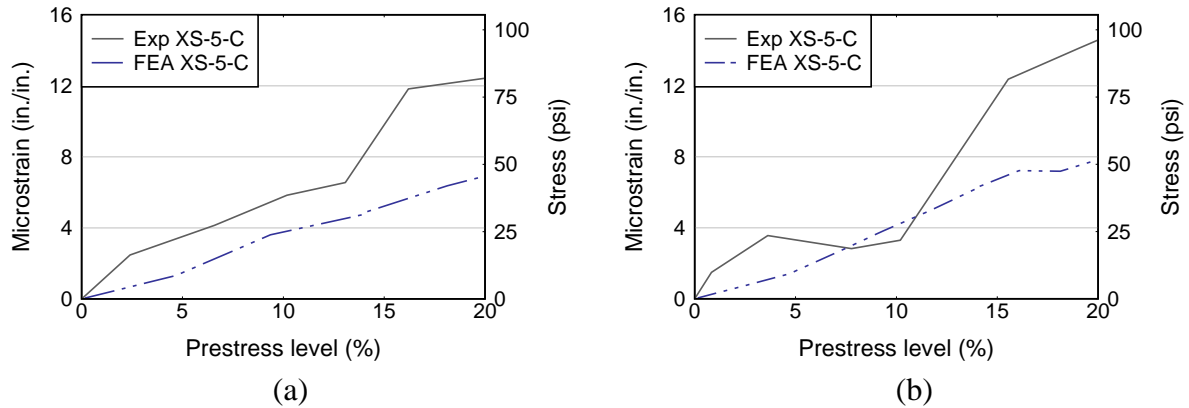 16
12
8
4
0
Microstrain (in./in.)
Exp XS-5-C
FEA XS-5-C
100
75
50
25
0
Stress (psi)
0 5 10 15 20
Prestress level (%)
(a)
16
12
8
4
0
Microstrain (in./in.)
Exp XS-5-C
FEA XS-5-C
100
75
50
25
0
Stress (psi)
0 5 10 15 20
Prestress level (%)
(b)